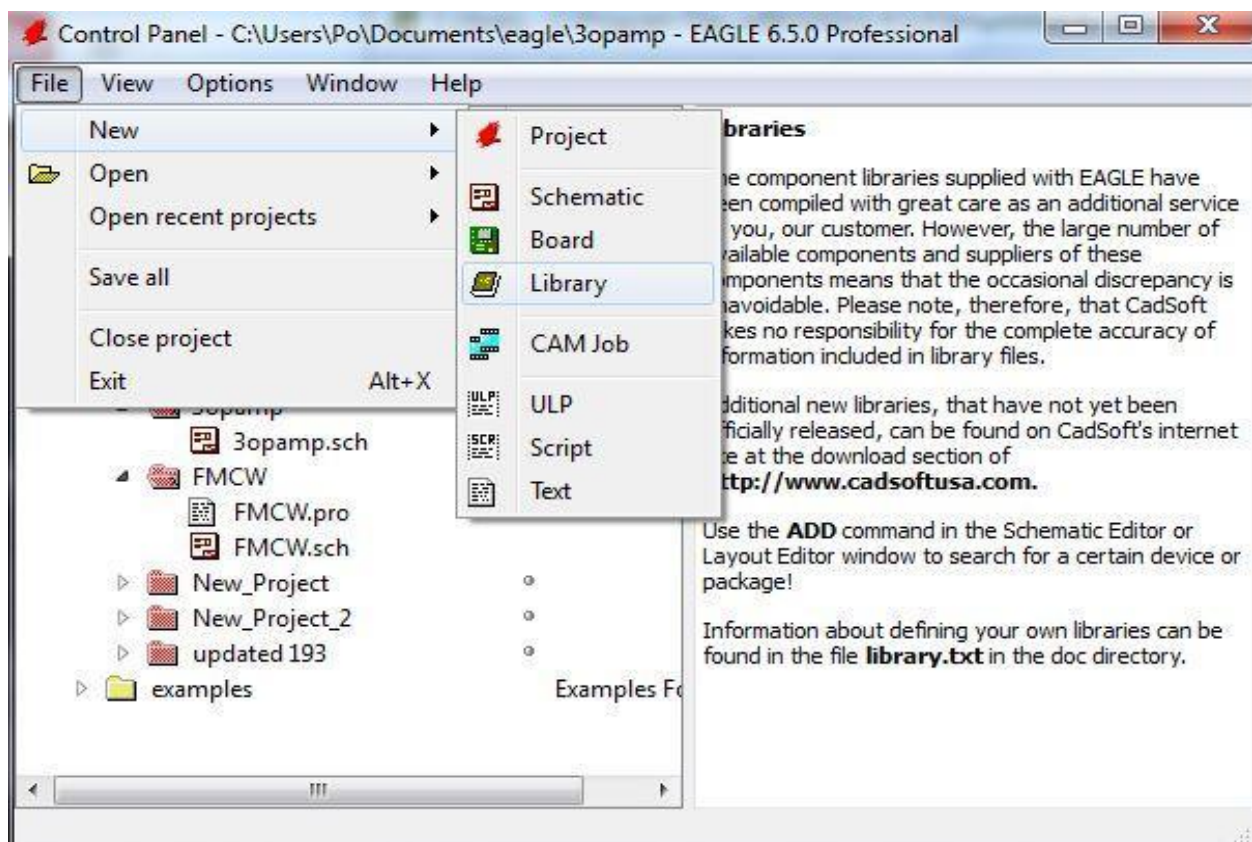 Control Panel - C:\Users\Po\Documents\eagle\3opamp - EAGLE 6.5.0 Professional
File View Options Window Help
New
Open
Open recent projects
Save all
Close project
Exit Alt+X
Project
Schematic
Board
Library
CAM Job
ULP
Script
Text
3opamp
3opamp.sch
FMCW
FMCW.pro
FMCW.sch
New_Project
New_Project_2
updated 193
examples Examples Fo
braries
e component libraries supplied with EAGLE have
een compiled with great care as an additional service
you, our customer. However, the large number of
vailable components and suppliers of these
mponents means that the occasional discrepancy is
navoidable. Please note, therefore, that CadSoft
kes no responsibility for the complete accuracy of
formation included in library files.
dditional new libraries, that have not yet been
fficially released, can be found on CadSoft's internet
te at the download section of
ttp://www.cadsoftusa.com.
Use the ADD command in the Schematic Editor or
Layout Editor window to search for a certain device or
package!
Information about defining your own libraries can be
found in the file library.txt in the doc directory.